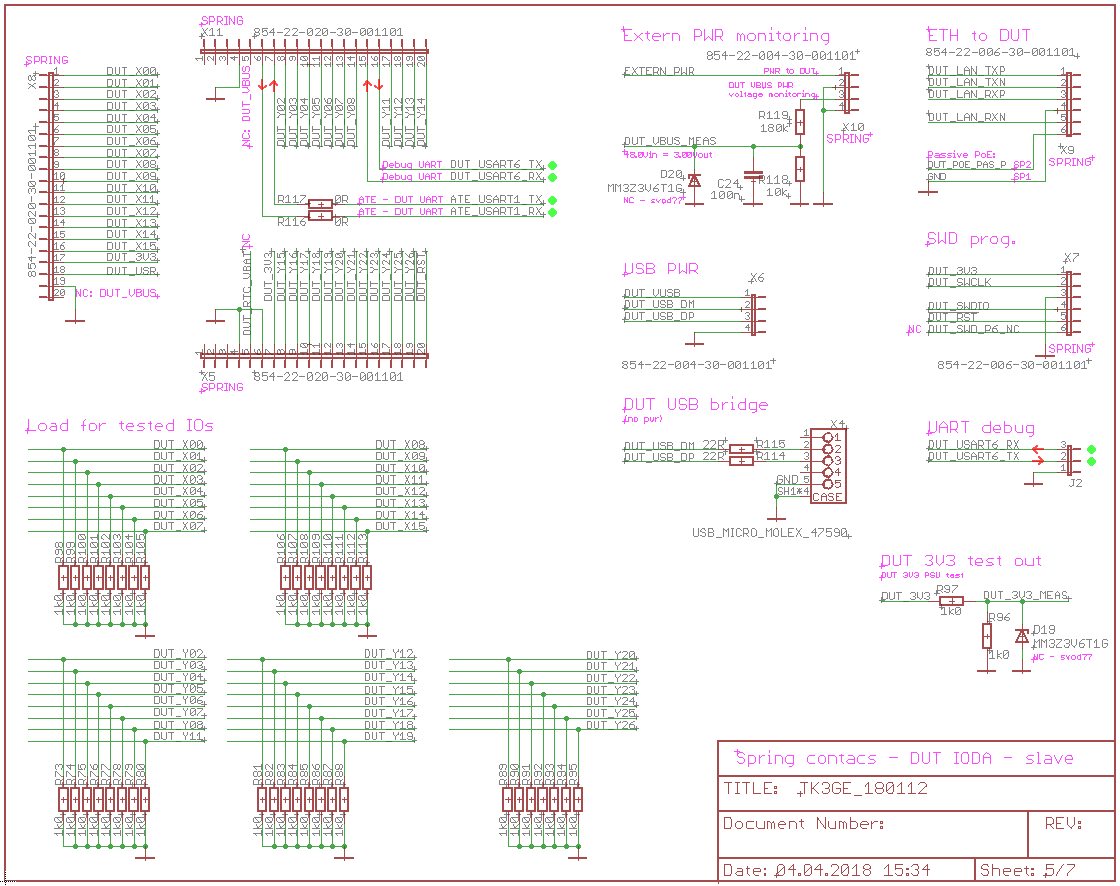 SPRING
X8
DUT_X00
DUT_X01
DUT_X02
DUT_X03
DUT_X04
DUT_X05
DUT_X06
DUT_X07
DUT_X08
DUT_X09
DUT_X10
DUT_X11
DUT_X12
DUT_X13
DUT_X14
DUT_X15
DUT_3V3
DUT_USR
NC: DUT_VBUS
1
2
3
4
5
6
7
8
9
10
11
12
13
14
15
16
17
18
19
20
854-22-020-30-001101
SPRING
X11
854-22-020-30-001101
1
2
3
4
5
6
7
8
9
10
11
12
13
14
15
16
17
18
19
20
NC: DUT_VBUS
DUT_Y02
DUT_Y03
DUT_Y04
DUT_Y05
DUT_Y06
DUT_Y07
DUT_Y08
DUT_Y11
DUT_Y12
DUT_Y13
DUT_Y14
Debug UART DUT_USART6_TX
Debug UART DUT_USART6_RX
R117 0R ATE - DUT UART ATE_USART1_TX
ATE - DUT UART ATE_USART1_RX
R116 0R
NC
DUT_RTC_VBAT
DUT_3V3
DUT_Y15
DUT_Y16
DUT_Y17
DUT_Y18
DUT_Y19
DUT_Y20
DUT_Y21
DUT_Y22
DUT_Y24
DUT_Y25
DUT_Y26
DUT_RST
X5
854-22-020-30-001101
SPRING
Extern PWR monitoring
854-22-004-30-001101
EXTERN_PWR
PWR to DUT
DUT VBUS PWR
voltage monitoring
1
2
3
4
X10
SPRING
R119
180k
DUT_VBUS_MEAS
48.0Vin = 3.00Vout
D20
MM3Z3V6T1G
NC - svod??
C24
100n
R118
10k
ETH to DUT
854-22-006-30-001101
DUT_LAN_TXP
DUT_LAN_TXN
DUT_LAN_RXP
DUT_LAN_RXN
1
2
3
4
5
6
X9
SPRING
Passive PoE:
DUT_POE_PAS_P SP2
GND SP1
USB PWR
X6
DUT_VUSB
DUT_USB_DM
DUT_USB_DP
1
2
3
4
854-22-004-30-001101
SWD prog.
X7
DUT_3V3
DUT_SWCLK
DUT_SWDIO
DUT_RST
NC DUT_SWD_P6_NC
1
2
3
4
5
6
SPRING
854-22-006-30-001101
DUT USB bridge
(no pwr)
DUT_USB_DM 22R R115
DUT_USB_DP 22R R114
X4
1
2
3
4
GND 5
SH1*4
1
2
3
4
5
CASE
USB_MICRO_MOLEX_47590
UART debug
DUT_USART6_RX
DUT_USART6_TX
3
2
1
J2
DUT 3V3 test out
DUT 3V3 PSU test
DUT_3V3
R97
1k0
DUT_3V3_MEAS
R96
1k0
D19
MM3Z3V6T1G
NC - svod??
Load for tested IOs
DUT_X00
DUT_X01
DUT_X02
DUT_X03
DUT_X04
DUT_X05
DUT_X06
DUT_X07
R98 R99 R100 R101 R102 R103 R104 R105
1k0 1k0 1k0 1k0 1k0 1k0 1k0 1k0
DUT_X08
DUT_X09
DUT_X10
DUT_X11
DUT_X12
DUT_X13
DUT_X14
DUT_X15
R106 R107 R108 R109 R110 R111 R112 R113
1k0 1k0 1k0 1k0 1k0 1k0 1k0 1k0
DUT_Y02
DUT_Y03
DUT_Y04
DUT_Y05
DUT_Y06
DUT_Y07
DUT_Y08
DUT_Y11
R73 R74 R75 R76 R77 R78 R79 R80
1k0 1k0 1k0 1k0 1k0 1k0 1k0 1k0
DUT_Y12
DUT_Y13
DUT_Y14
DUT_Y15
DUT_Y16
DUT_Y17
DUT_Y18
DUT_Y19
R81 R82 R83 R84 R85 R86 R87 R88
1k0 1k0 1k0 1k0 1k0 1k0 1k0 1k0
DUT_Y20
DUT_Y21
DUT_Y22
DUT_Y23
DUT_Y24
DUT_Y25
DUT_Y26
R89 R90 R91 R92 R93 R94 R95
1k0 1k0 1k0 1k0 1k0 1k0 1k0
Spring contacs - DUT IODA - slave
TITLE: TK3GE_180112
Document Number:
REV:
Date: 04.04.2018 15:34
Sheet: 5/7